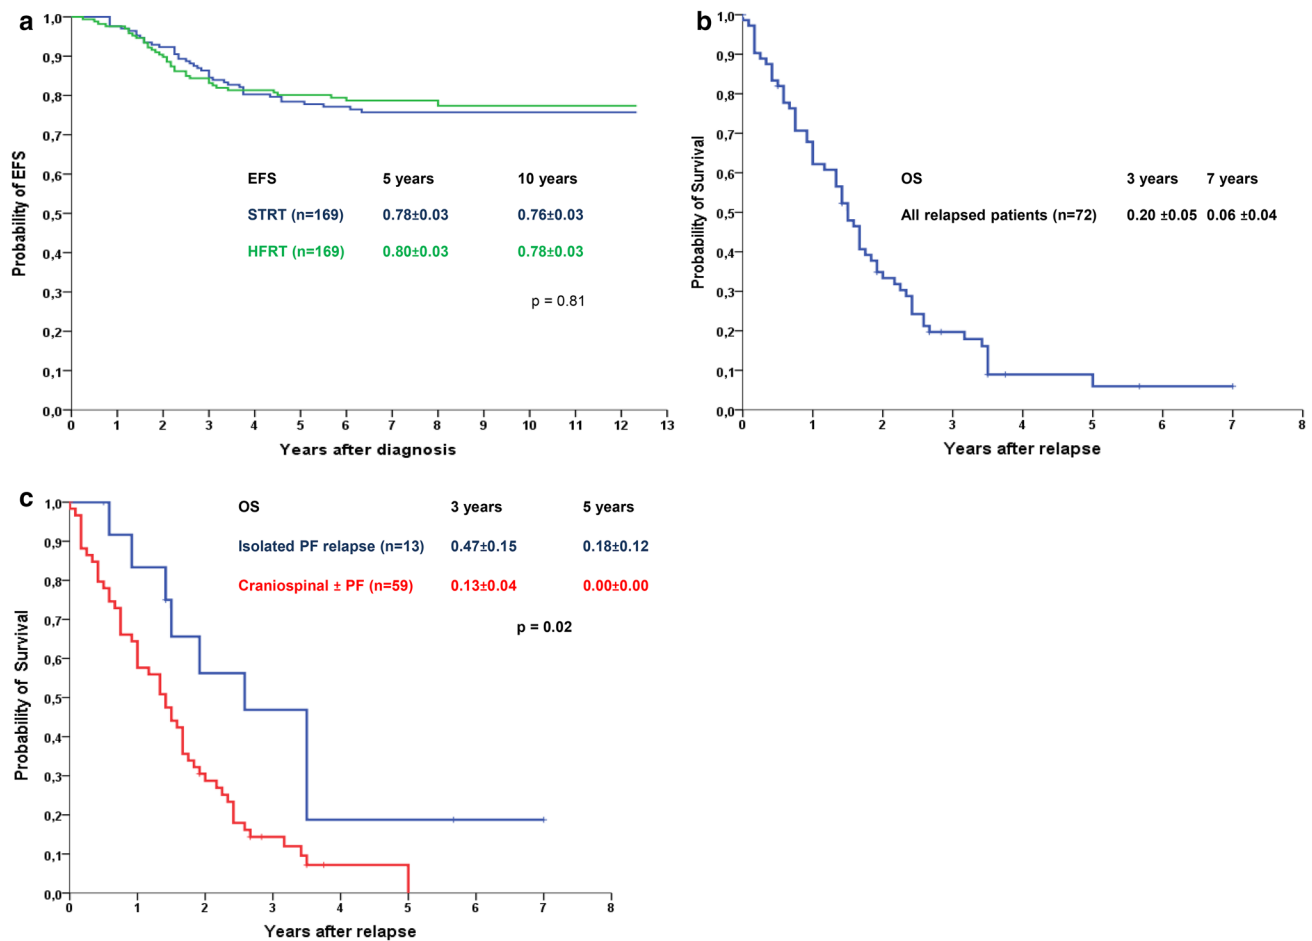 a
1,0
0,9
0,8
0,7
0,6
0,5
0,4
0,3
0,2
0,1
0,0
Probability of EFS
EFS 5 years 10 years
STRT (n=169) 0.78±0.03 0.76±0.03
HFRT (n=169) 0.80±0.03 0.78±0.03
p = 0.81
0 1 2 3 4 5 6 7 8 9 10 11 12 13
Years after diagnosis
b
1,0
0,9
0,8
0,7
0,6
0,5
0,4
0,3
0,2
0,1
0,0
Probability of Survival
OS 3 years 7 years
All relapsed patients (n=72) 0.20 ±0.05 0.06 ±0.04
0 1 2 3 4 5 6 7 8
Years after relapse
c
1,0
0,9
0,8
0,7
0,6
0,5
0,4
0,3
0,2
0,1
0,0
Probability of Survival
OS 3 years 5 years
Isolated PF relapse (n=13) 0.47±0.15 0.18±0.12
Craniospinal ± PF (n=59) 0.13±0.04 0.00±0.00
p = 0.02
0 1 2 3 4 5 6 7 8
Years after relapse